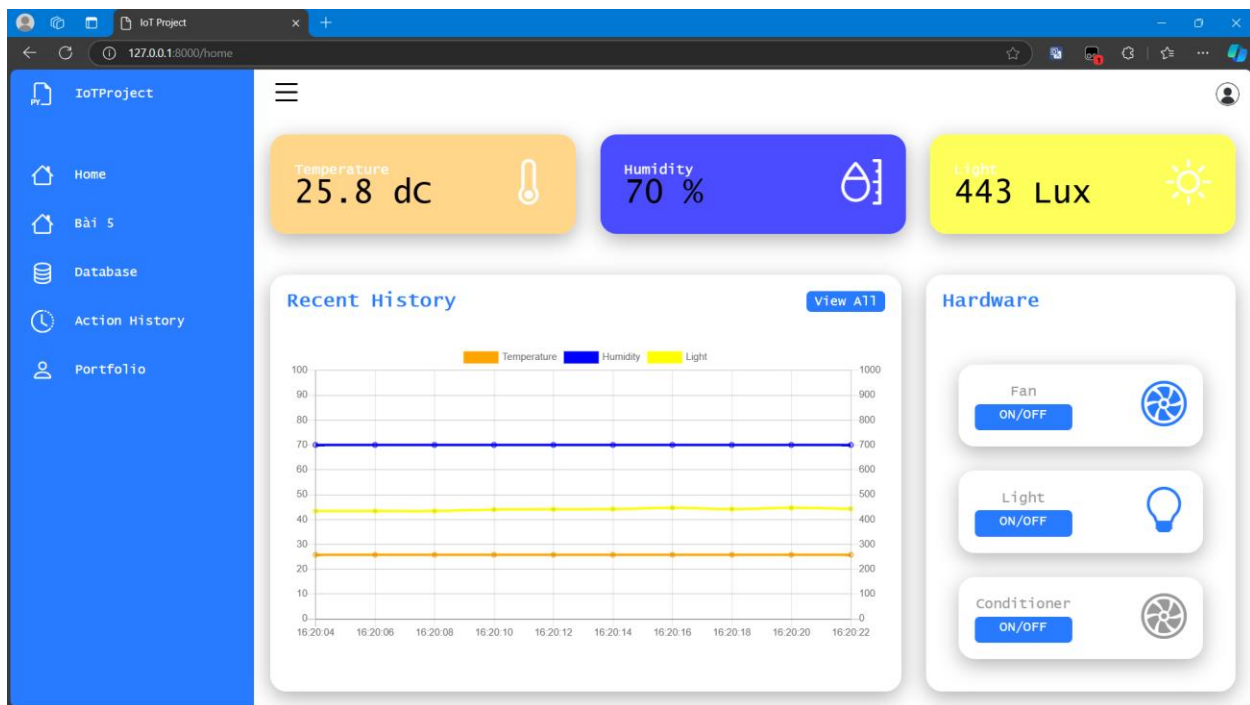 IoT Project
127.0.0.1:8000/home
1
PY
IoTProject
Home
Bài 5
Database
Action History
Portfolio
Temperature
25.8 dC
Humidity
70 %
Light
443 Lux
Recent History
View All
Temperature Humidity Light
100 1000
90 900
80 800
70 700
60 600
50 500
40 400
30 300
20 200
10 100
0 0
16:20:04 16:20:06 16:20:08 16:20:10 16:20:12 16:20:14 16:20:16 16:20:18 16:20:20 16:20:22
Hardware
Fan
ON/OFF
Light
ON/OFF
Conditioner
ON/OFF